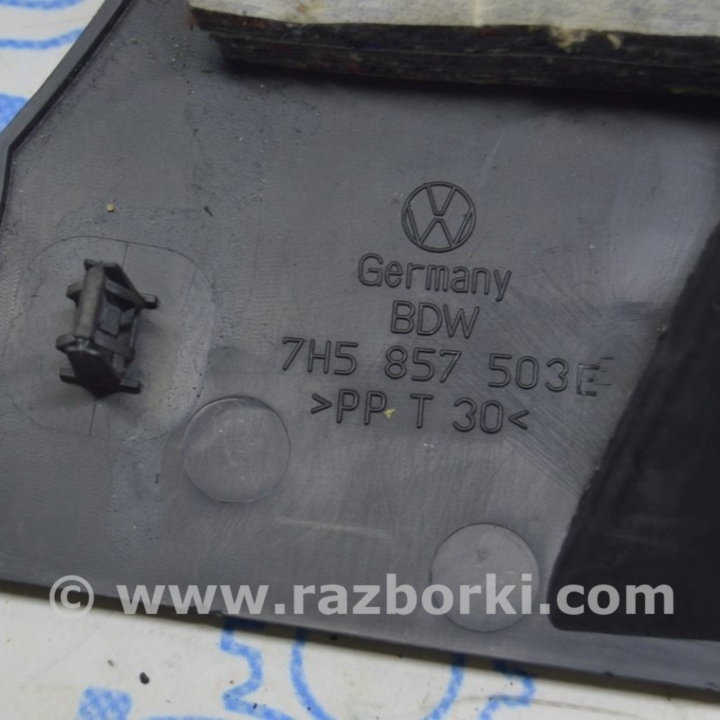 Germany
BDW
7H5 857 503E
>PP T 30<
© www.razborki.com